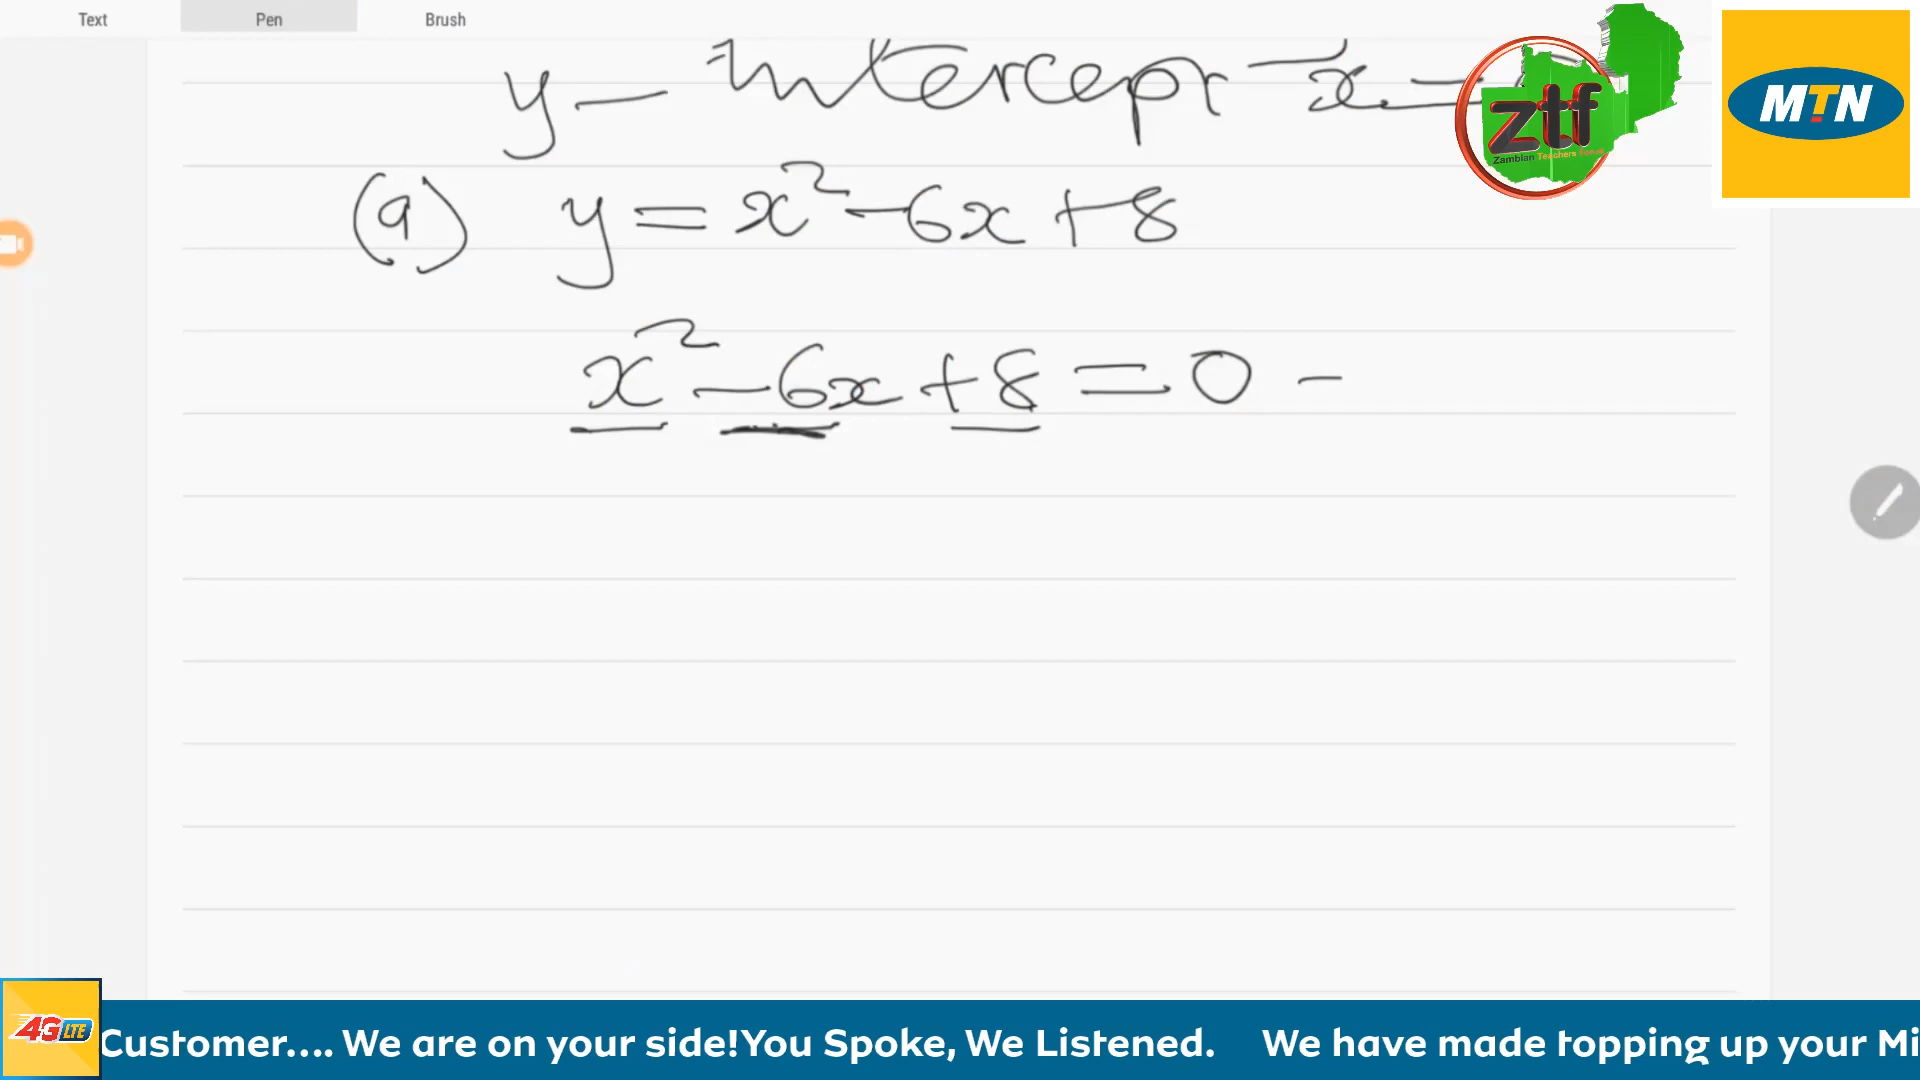 Text Pen Brush
y - Intercept x =
ztf
Zambian Teachers Forum
MTN
(a) y = x² - 6x + 8
x² - 6x + 8 = 0 -
4G LTE
Customer.... We are on your side!You Spoke, We Listened. We have made topping up your Mi